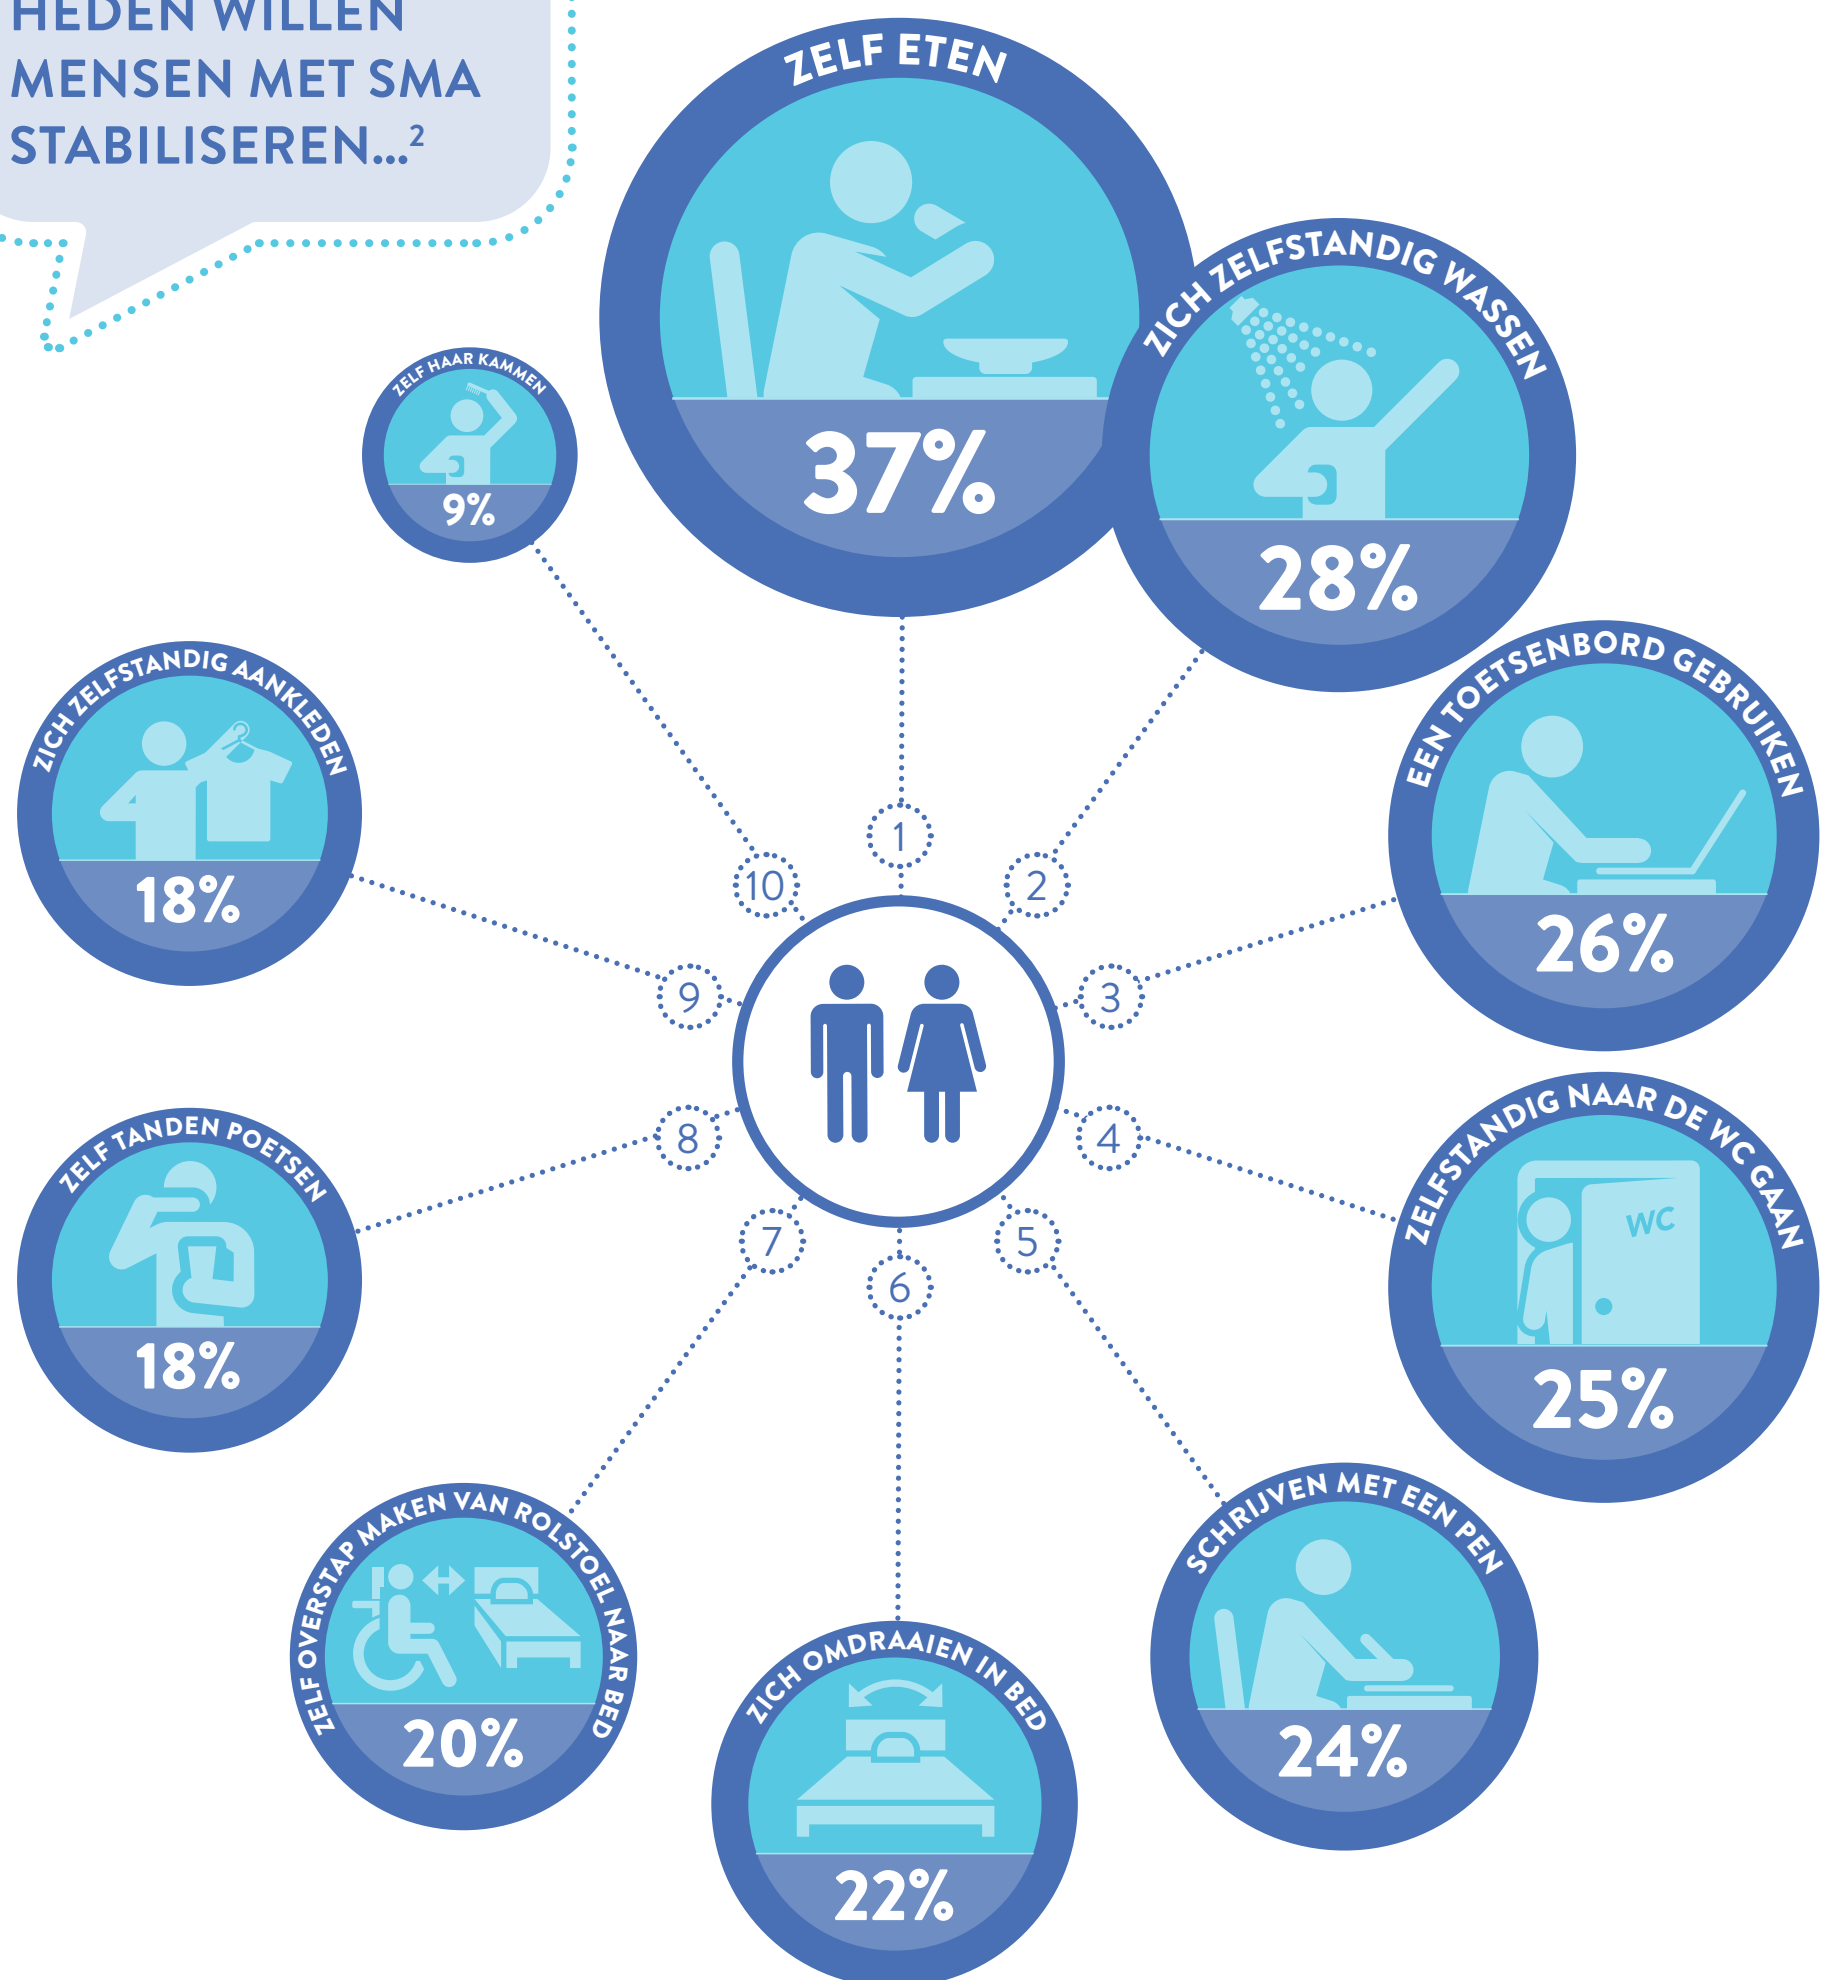 HEDEN WILLEN
MENSEN MET SMA
STABILISEREN...²
ZELF ETEN
37%
ZICH ZELFSTANDIG WASSEN
28%
EEN TOETSENBORD GEBRUIKEN
26%
ZELFSTANDIG NAAR DE WC GAAN
WC
25%
SCHRIJVEN MET EEN PEN
24%
ZICH OMDRAAIEN IN BED
22%
ZELF OVERSTAP MAKEN VAN ROLSTOEL NAAR BED
20%
ZELF TANDEN POETSEN
18%
ZICH ZELFSTANDIG AANKLEDEN
18%
ZELF HAAR KAMMEN
9%
1
2
3
4
5
6
7
8
9
10